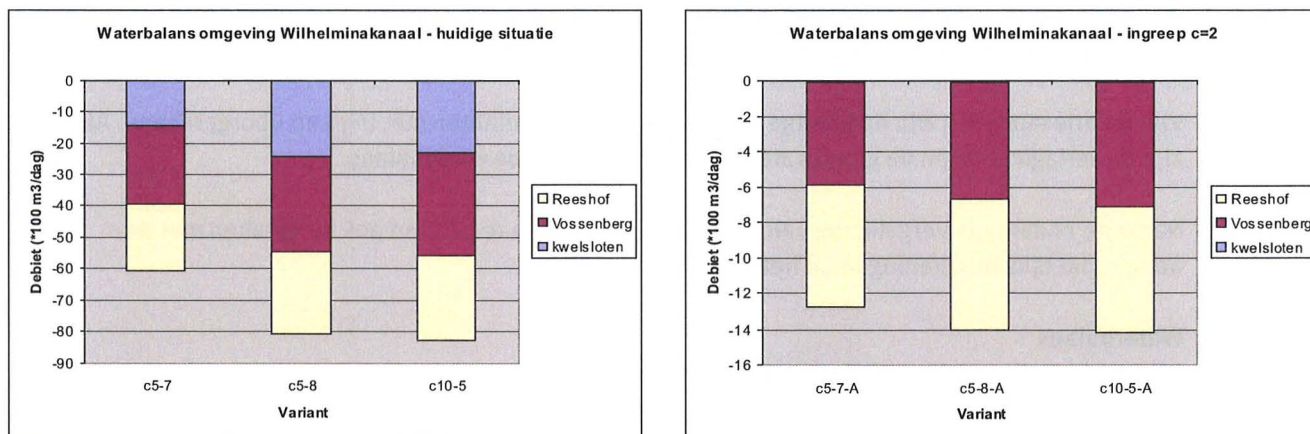 Waterbalans omgeving Wilhelminakanaal - huidige situatie
0
-10
-20
-30
-40
-50
-60
-70
-80
-90
Debiet (*100 m3/dag)
c5-7 c5-8 c10-5
Variant
Reeshof
Vossenberg
kwelsloten
Waterbalans omgeving Wilhelminakanaal - ingreep c=2
0
-2
-4
-6
-8
-10
-12
-14
-16
Debiet (*100 m3/dag)
c5-7-A c5-8-A c10-5-A
Variant
Reeshof
Vossenberg
kwelsloten